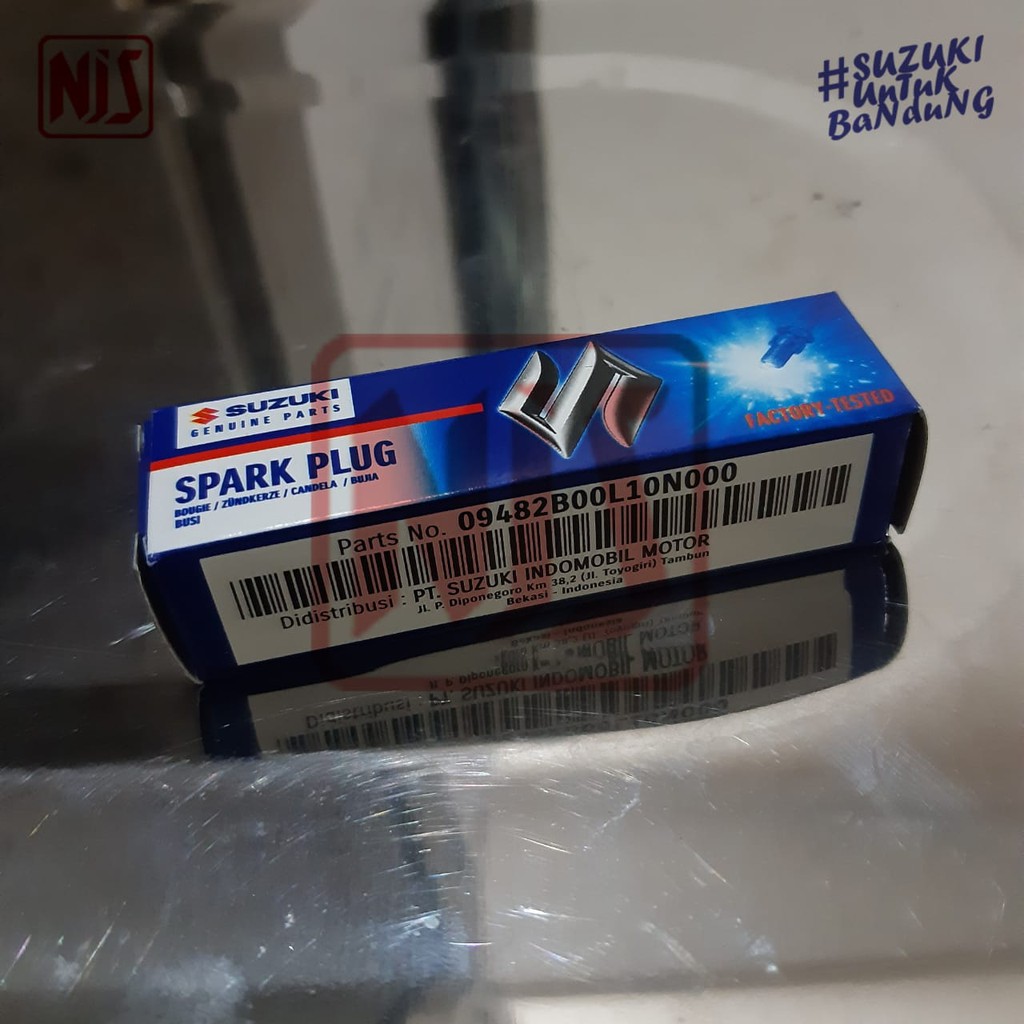 NJS
#SUZUKI
UnTuK
BaNduNG
SUZUKI
GENUINE PARTS
SPARK PLUG
BOUGIE / ZÜNDKERZE / CANDELA / BUJIA
BUSI
FACTORY-TESTED
Parts No. 09482B00L10N000
Didistribusi : PT. SUZUKI INDOMOBIL MOTOR
Jl. P. Diponegoro Km 38,2 (Jl. Toyogiri) Tambun
Bekasi - Indonesia